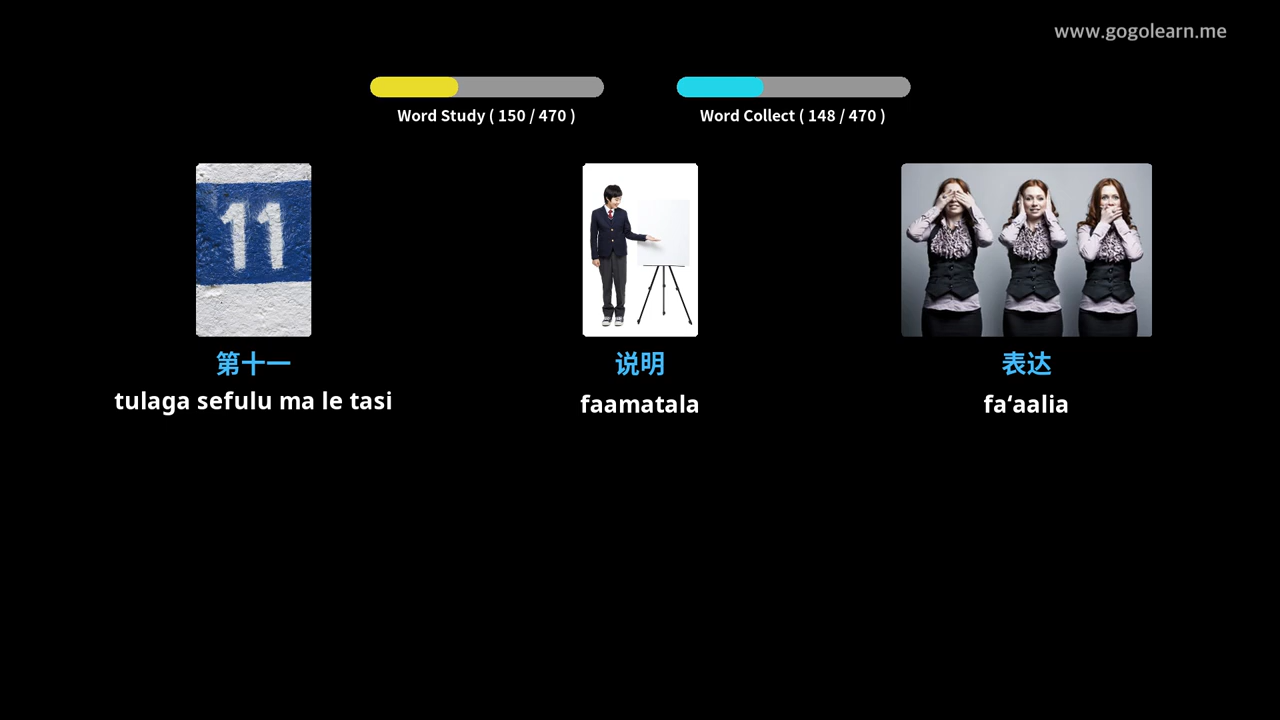 www.gogolearn.me
Word Study ( 150 / 470 )
Word Collect ( 148 / 470 )
11
第十一
说明
表达
tulaga sefulu ma le tasi
faamatala
fa‘aalia